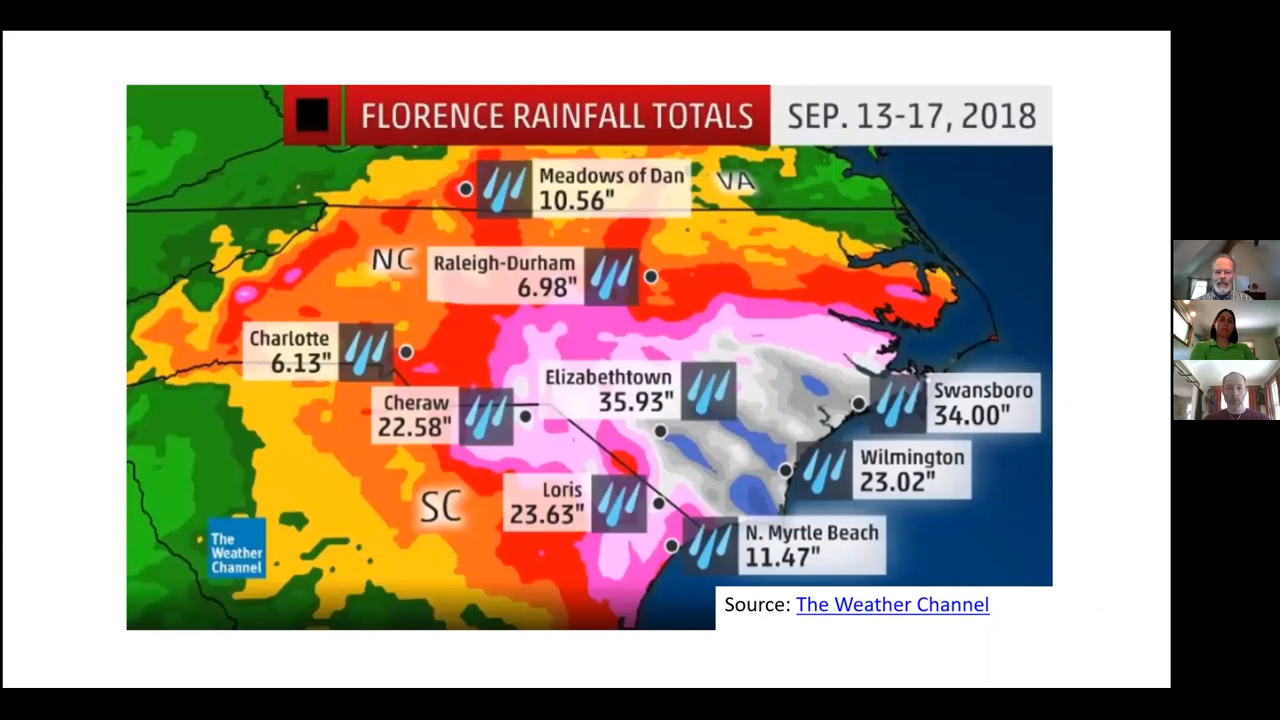 FLORENCE RAINFALL TOTALS
SEP. 13-17, 2018
Meadows of Dan
10.56"
VA
NC
Raleigh-Durham
6.98"
Charlotte
6.13"
Elizabethtown
35.93"
Swansboro
34.00"
Cheraw
22.58"
Wilmington
23.02"
Loris
23.63"
SC
N. Myrtle Beach
11.47"
The
Weather
Channel
Source: The Weather Channel